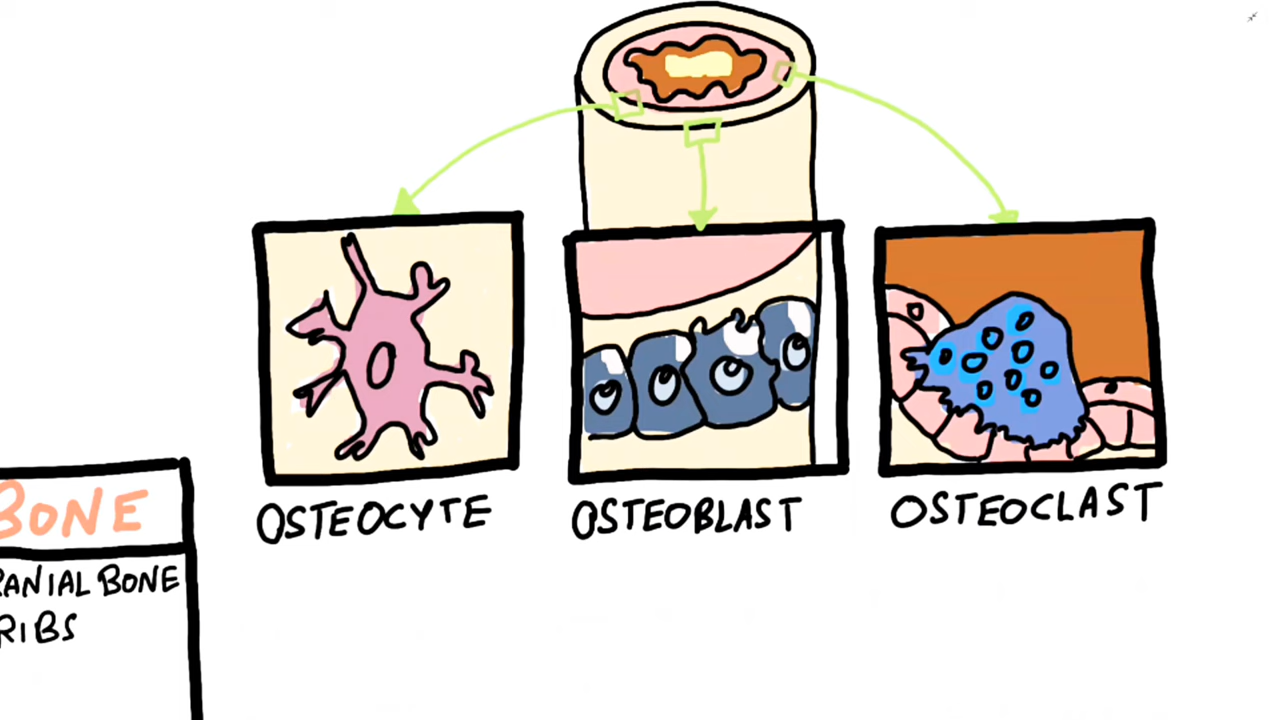 OSTEOCYTE
OSTEOBLAST
OSTEOCLAST
BONE
RANIAL BONE
RIBS